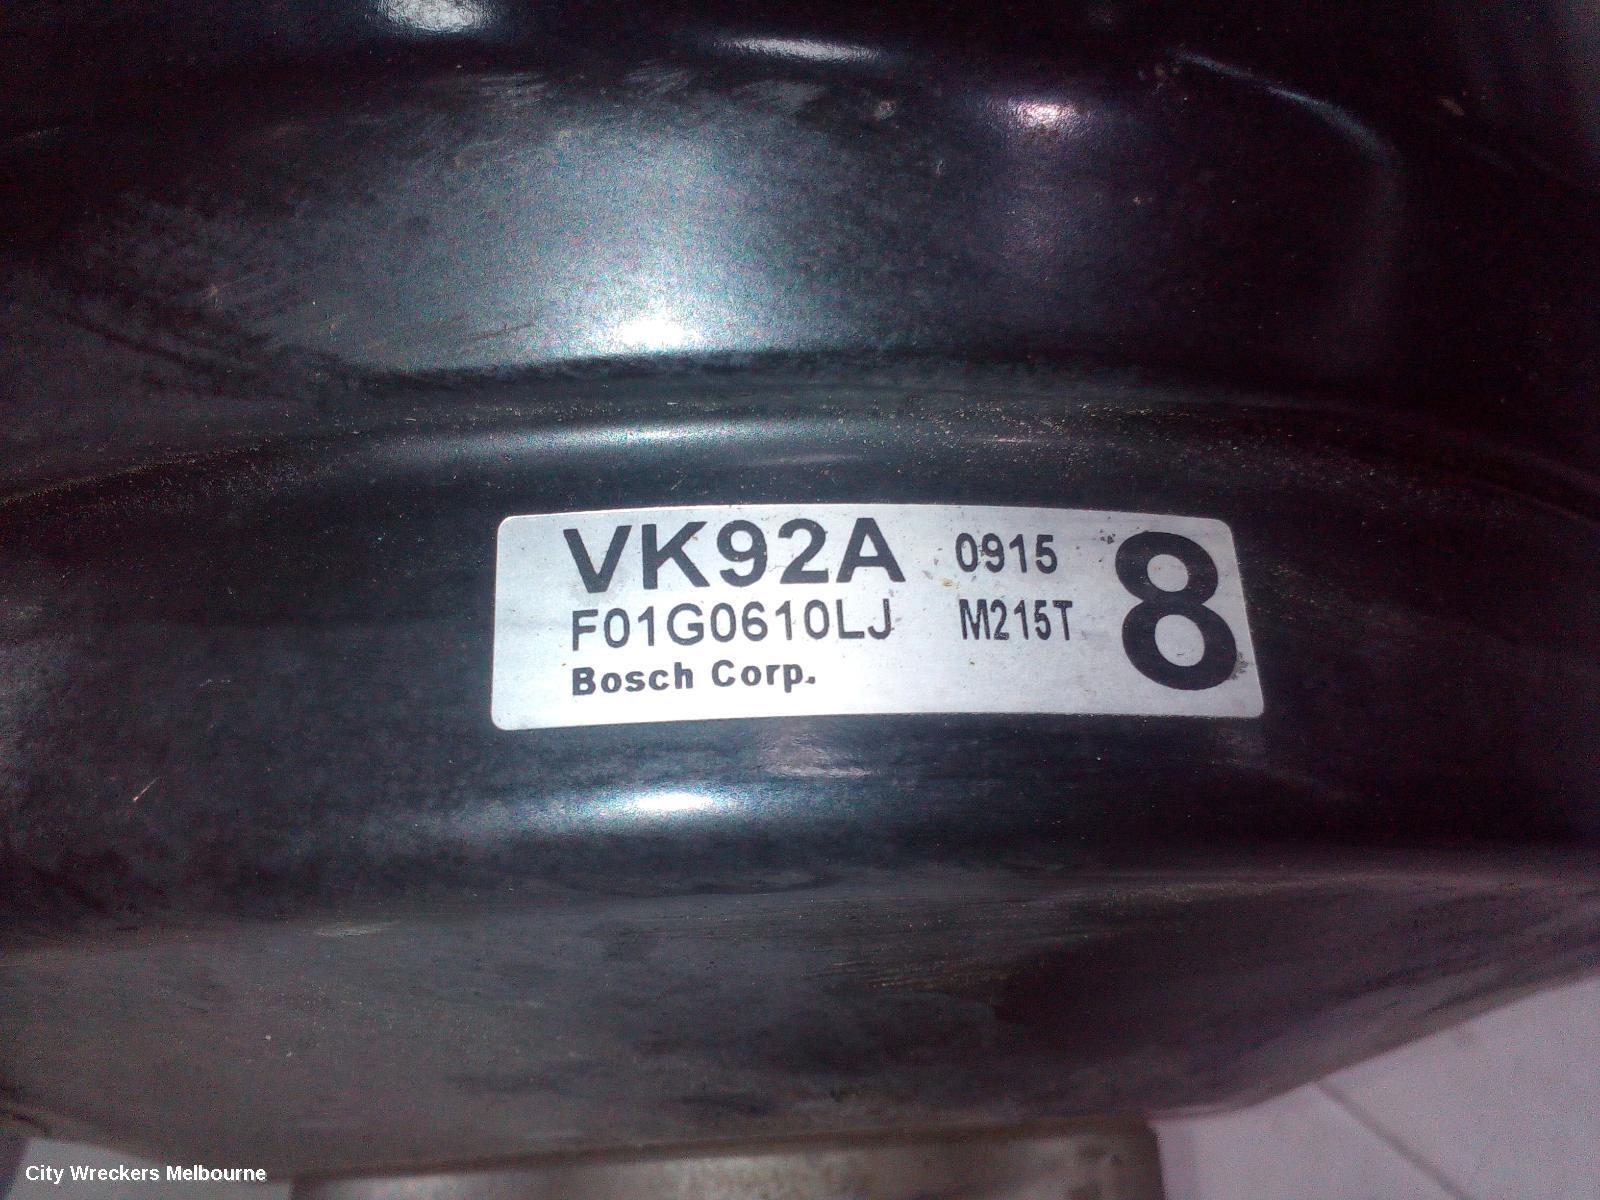 VK92A 0915 8
F01G0610LJ M215T
Bosch Corp.
City Wreckers Melbourne